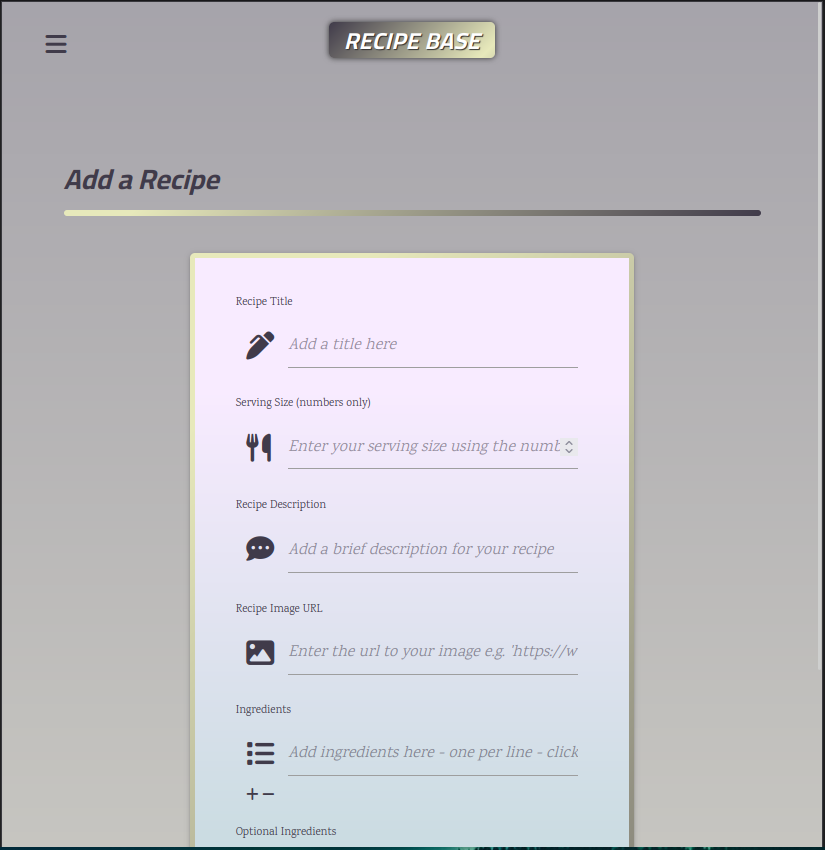 RECIPE BASE
Add a Recipe
Recipe Title
Add a title here
Serving Size (numbers only)
Enter your serving size using the numb
Recipe Description
Add a brief description for your recipe
Recipe Image URL
Enter the url to your image e.g. 'https://w
Ingredients
Add ingredients here - one per line - click
+ −
Optional Ingredients